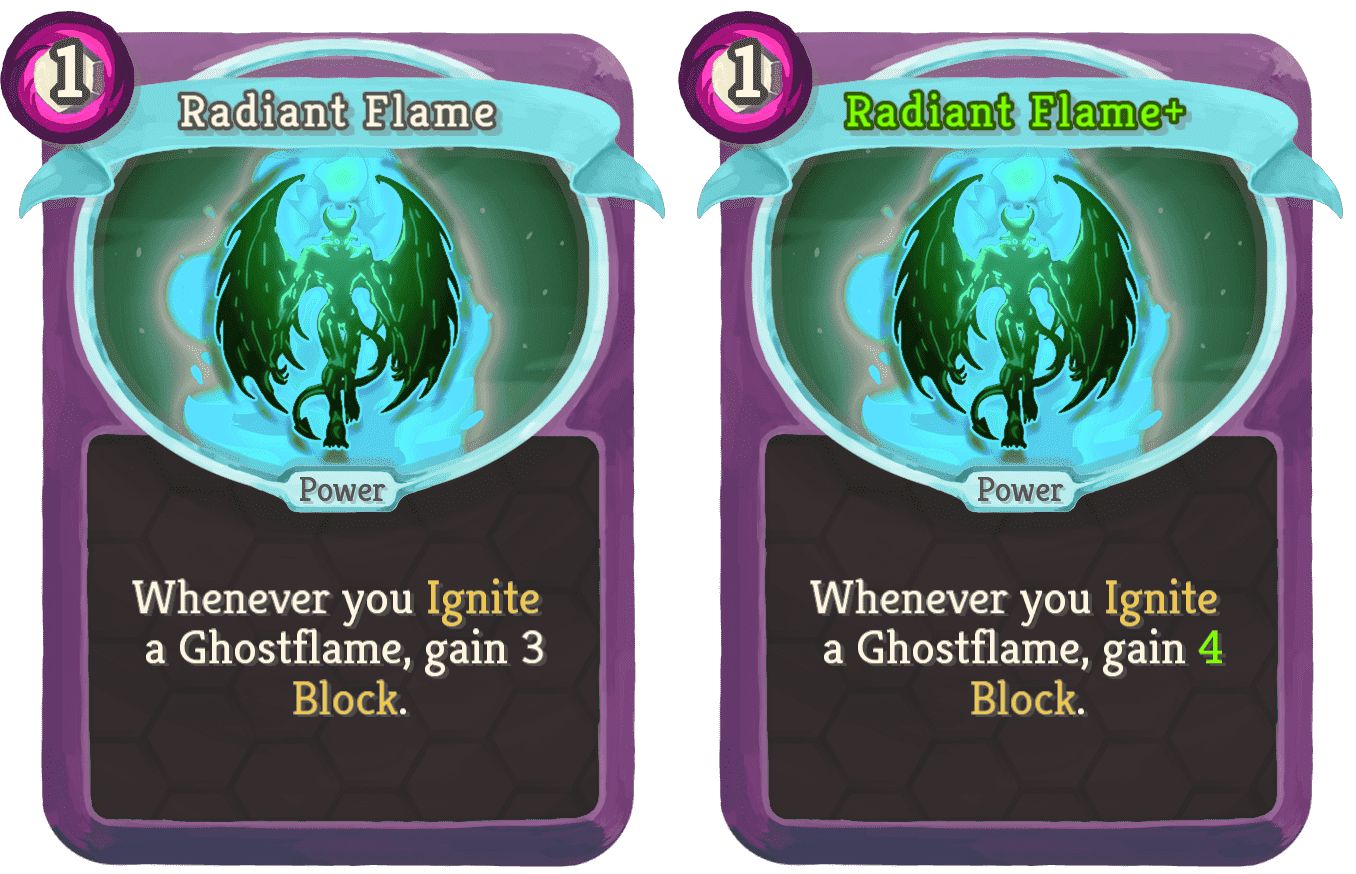 1
Radiant Flame
Power
Whenever you Ignite
a Ghostflame, gain 3
Block.
1
Radiant Flame+
Power
Whenever you Ignite
a Ghostflame, gain 4
Block.